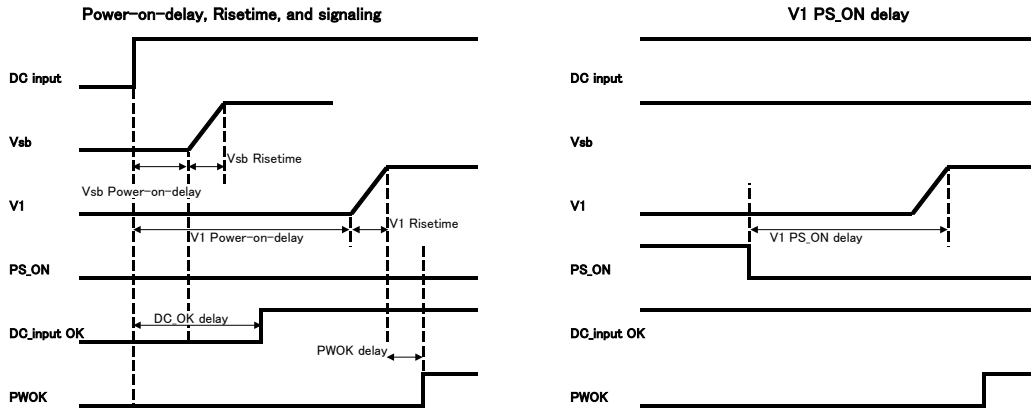 Power-on-delay, Risetime, and signaling
DC input
Vsb
Vsb Risetime
Vsb Power-on-delay
V1
V1 Power-on-delay
V1 Risetime
PS_ON
DC_OK delay
DC_input OK
PWOK delay
PWOK
V1 PS_ON delay
DC input
Vsb
V1
V1 PS_ON delay
PS_ON
DC_input OK
PWOK